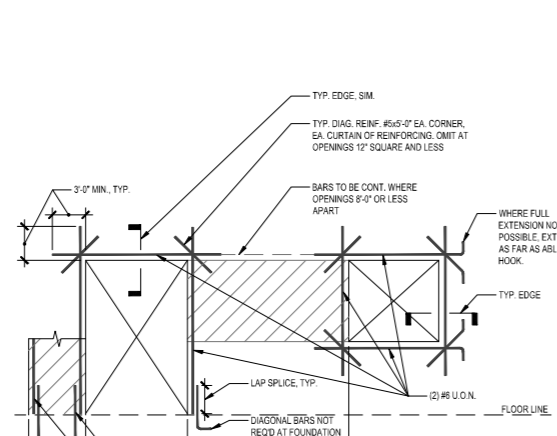 TYP. EDGE, SIM.
TYP. DIAG. REINF. #5x5'-0" EA. CORNER,
EA. CURTAIN OF REINFORCING. OMIT AT
OPENINGS 12" SQUARE AND LESS
3'-0" MIN., TYP.
BARS TO BE CONT. WHERE
OPENINGS 8'-0" OR LESS
APART
WHERE FULL
EXTENSION NO
POSSIBLE, EXT
AS FAR AS ABL
HOOK.
TYP. EDGE
LAP SPLICE, TYP.
(2) #6 U.O.N.
FLOOR LINE
DIAGONAL BARS NOT
REQ'D AT FOUNDATION